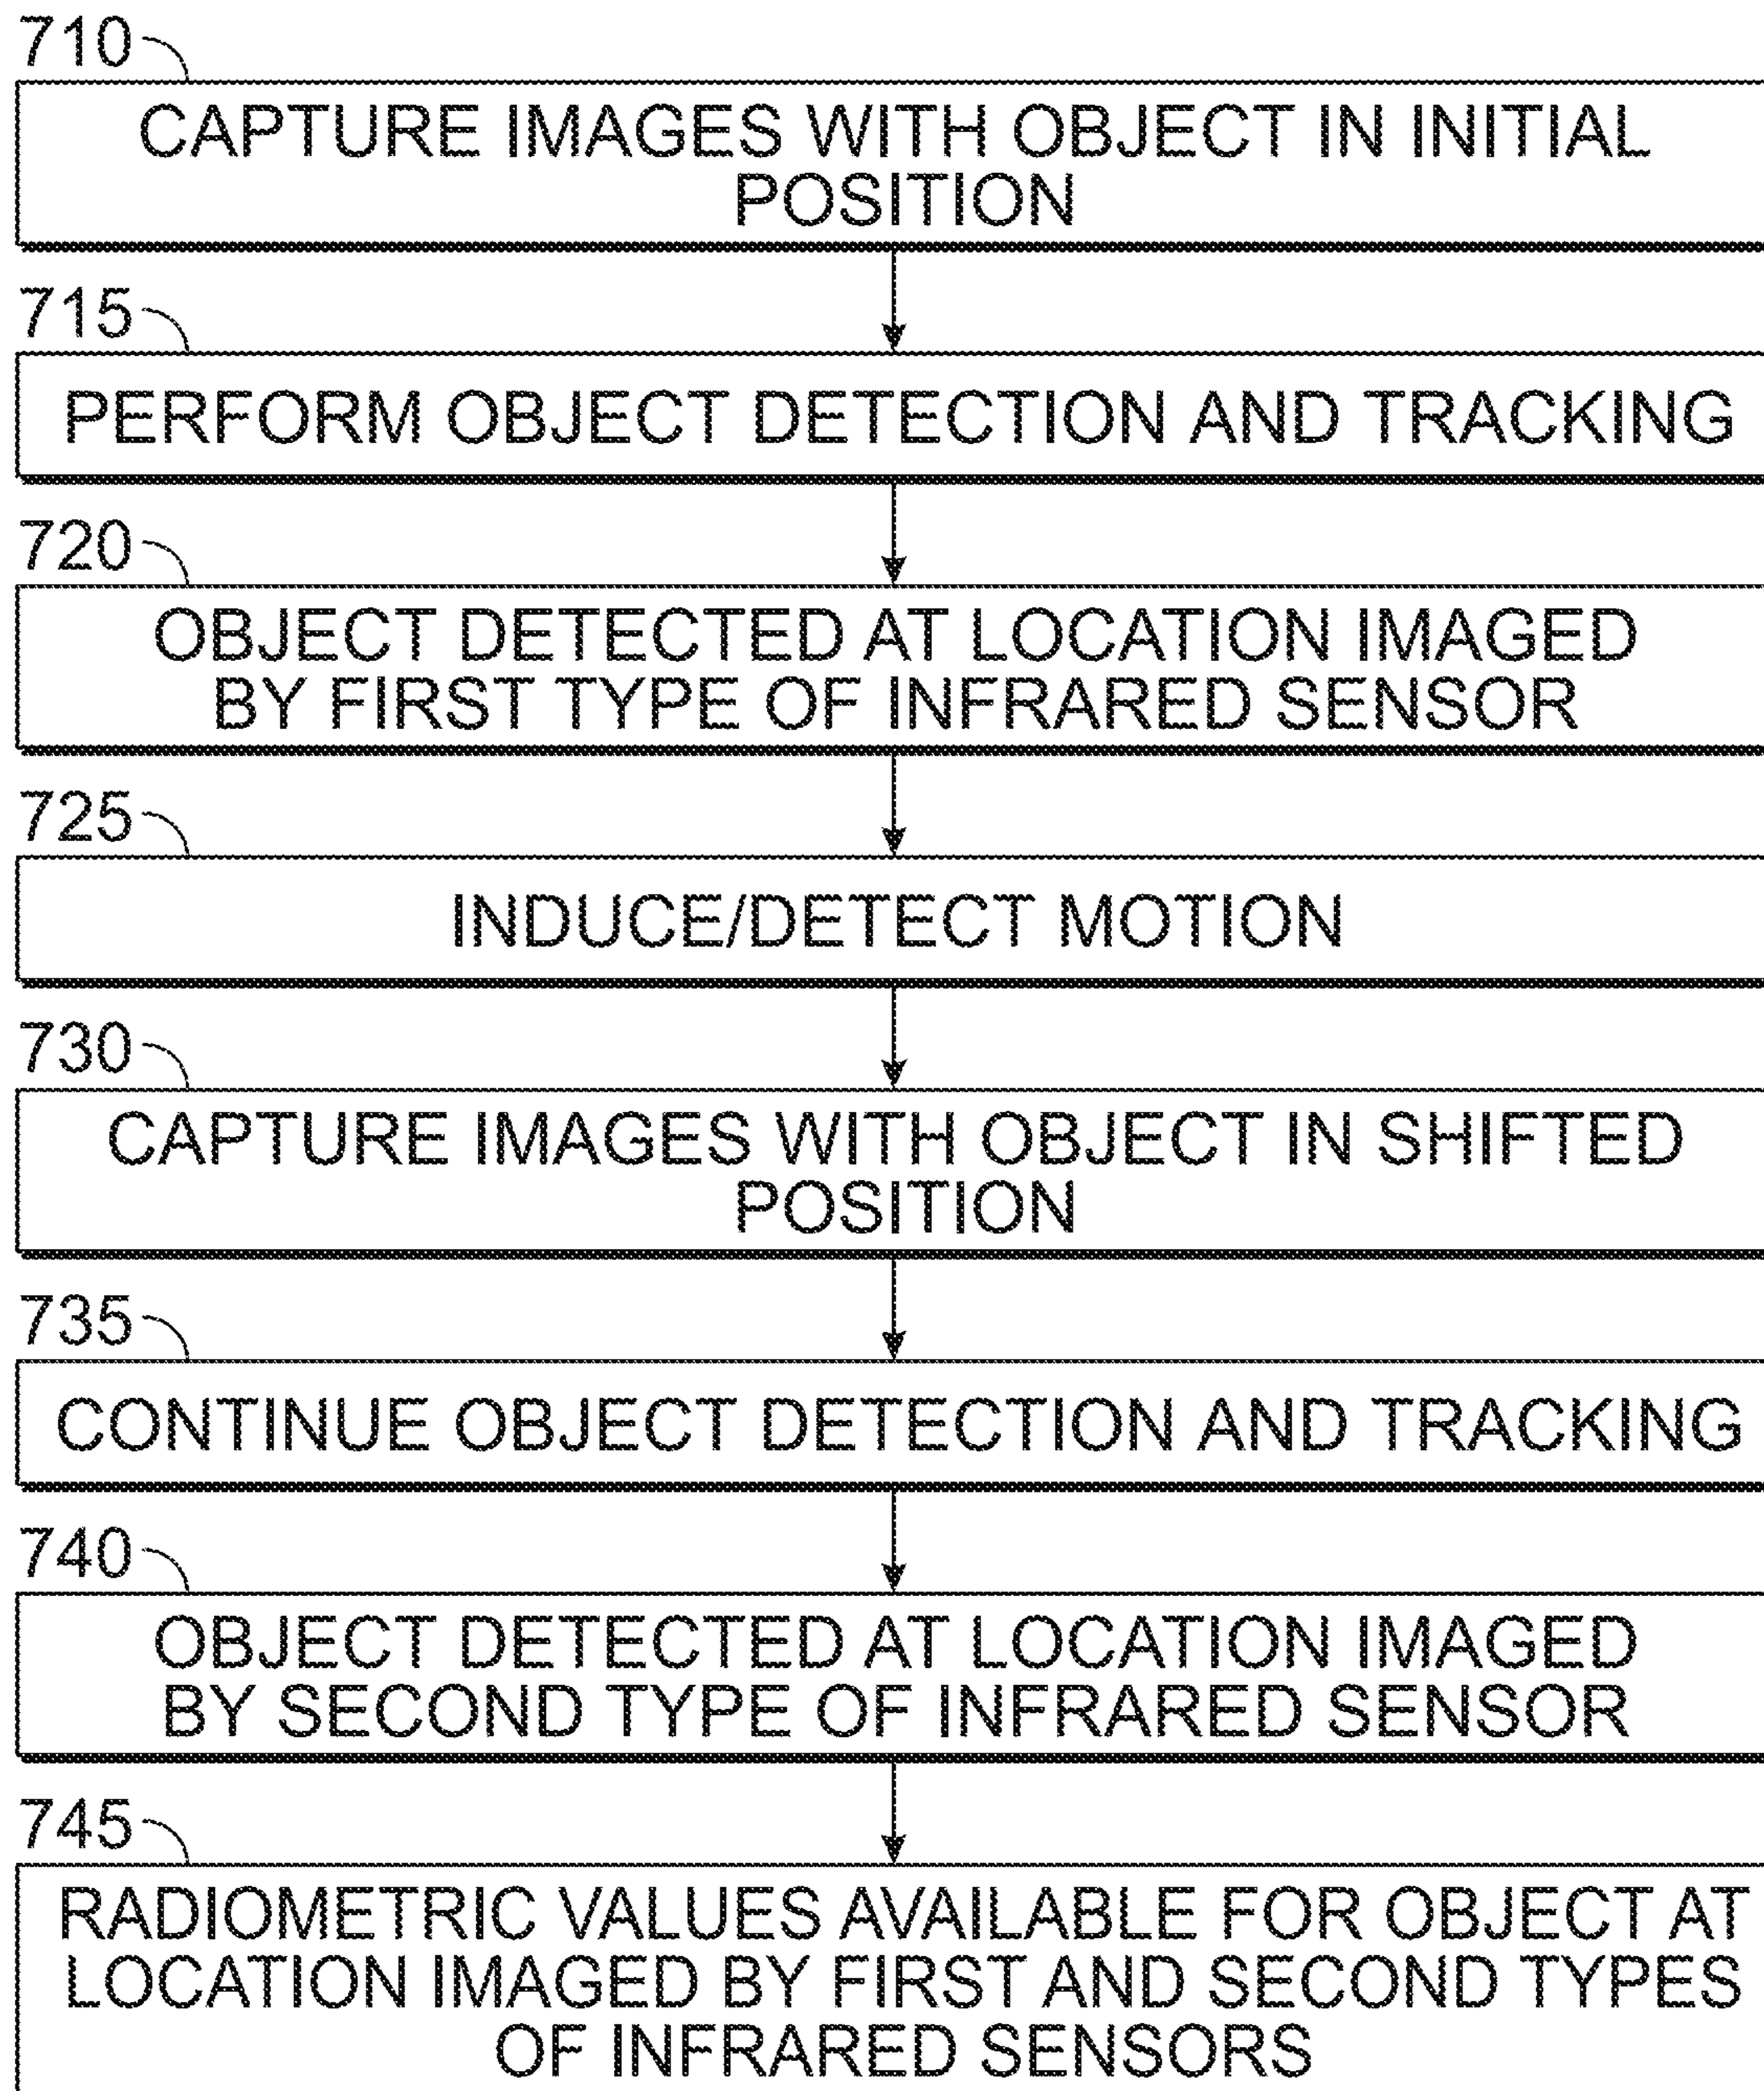 710
CAPTURE IMAGES WITH OBJECT IN INITIAL
POSITION
715
PERFORM OBJECT DETECTION AND TRACKING
720
OBJECT DETECTED AT LOCATION IMAGED
BY FIRST TYPE OF INFRARED SENSOR
725
INDUCE/DETECT MOTION
730
CAPTURE IMAGES WITH OBJECT IN SHIFTED
POSITION
735
CONTINUE OBJECT DETECTION AND TRACKING
740
OBJECT DETECTED AT LOCATION IMAGED
BY SECOND TYPE OF INFRARED SENSOR
745
RADIOMETRIC VALUES AVAILABLE FOR OBJECT AT
LOCATION IMAGED BY FIRST AND SECOND TYPES
OF INFRARED SENSORS